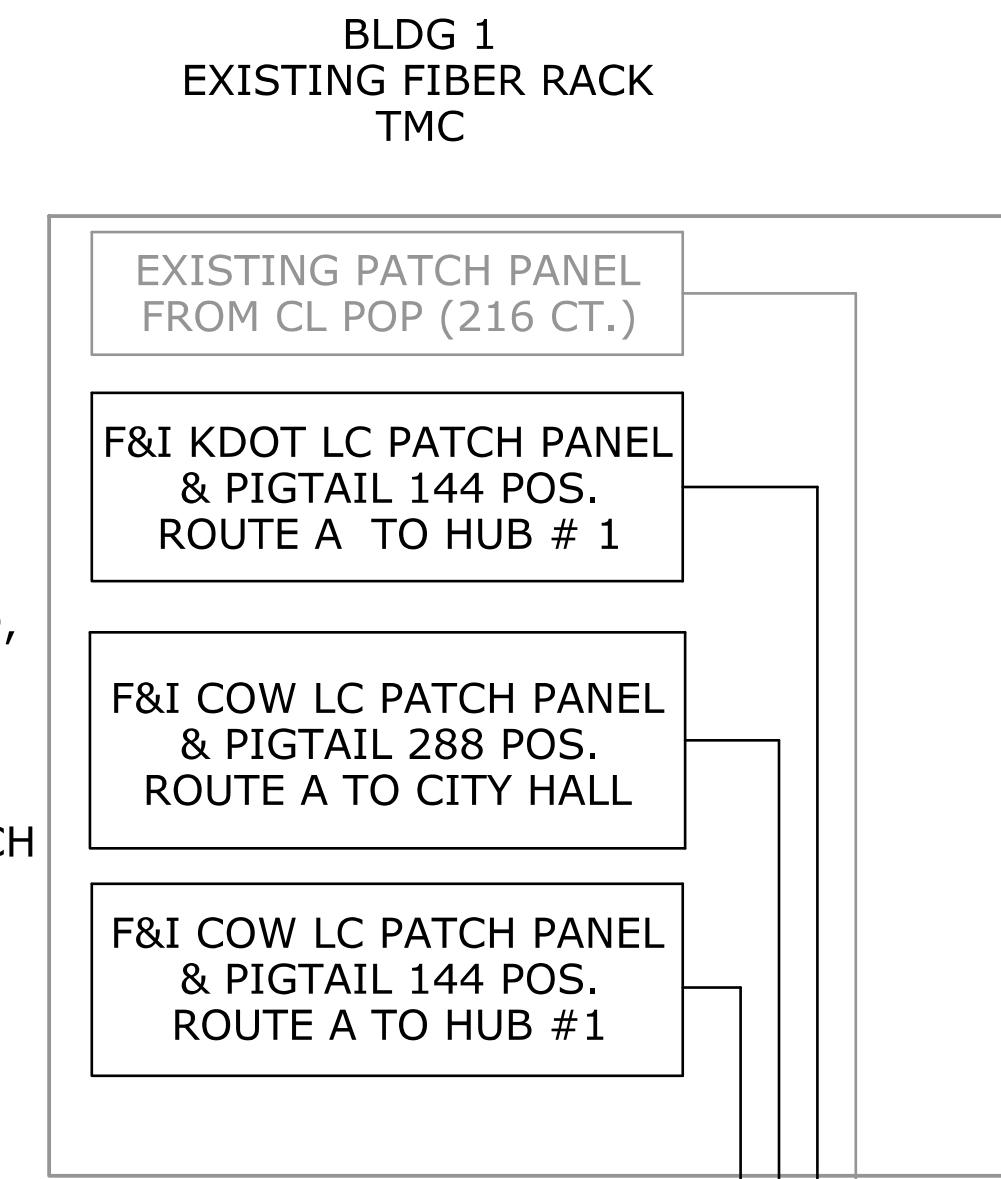 BLDG 1
EXISTING FIBER RACK
TMC
EXISTING PATCH PANEL
FROM CL POP (216 CT.)
F&I KDOT LC PATCH PANEL
& PIGTAIL 144 POS.
ROUTE A  TO HUB # 1
F&I COW LC PATCH PANEL
& PIGTAIL 288 POS.
ROUTE A TO CITY HALL
F&I COW LC PATCH PANEL
& PIGTAIL 144 POS.
ROUTE A TO HUB #1